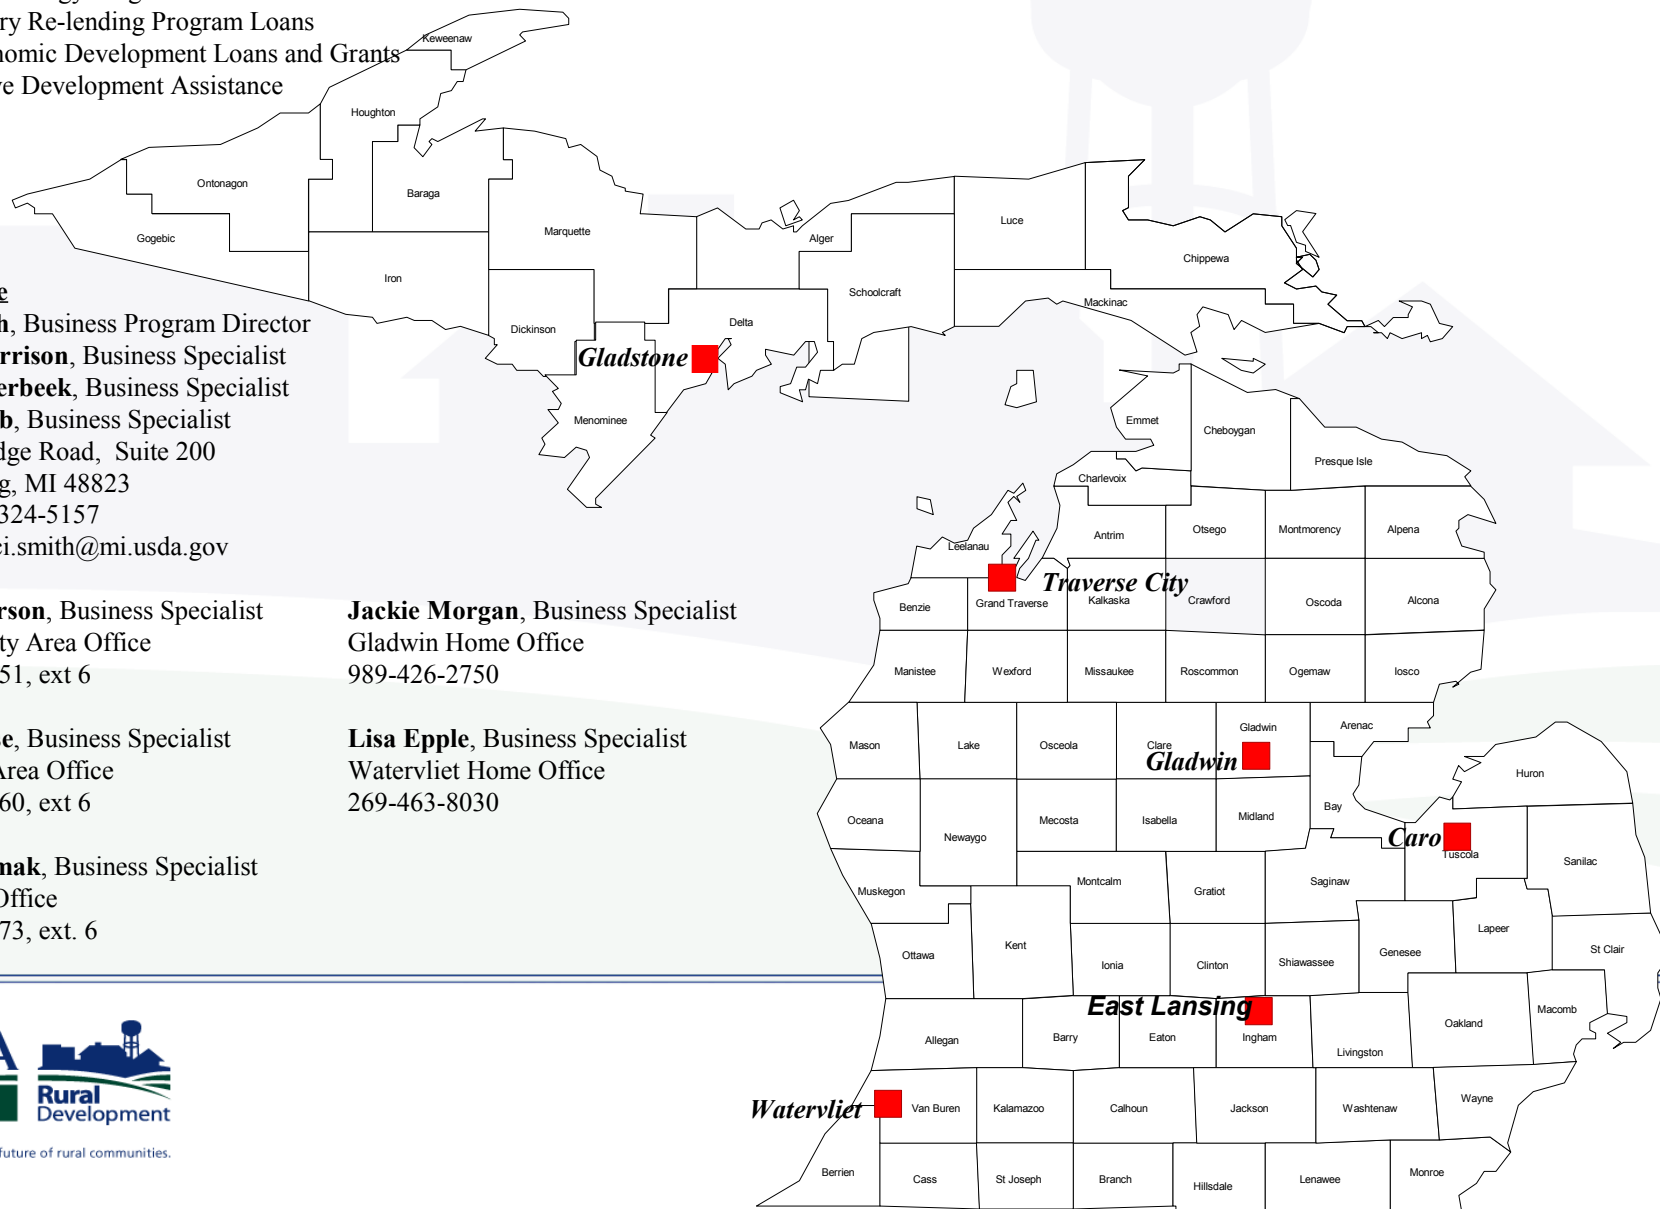 ry Re-lending Program Loans
nomic Development Loans and Grants
ve Development Assistance
e
h, Business Program Director
rrison, Business Specialist
erbeek, Business Specialist
b, Business Specialist
dge Road, Suite 200
g, MI 48823
324-5157
ci.smith@mi.usda.gov
rson, Business Specialist
ty Area Office
51, ext 6
Jackie Morgan, Business Specialist
Gladwin Home Office
989-426-2750
se, Business Specialist
Area Office
60, ext 6
Lisa Epple, Business Specialist
Watervliet Home Office
269-463-8030
mak, Business Specialist
Office
73, ext. 6
A
Rural
Development
future of rural communities.
Keweenaw
Houghton
Ontonagon
Baraga
Gogebic
Marquette
Alger
Luce
Chippewa
Iron
Schoolcraft
Mackinac
Dickinson
Delta
Gladstone
Menominee
Emmet
Cheboygan
Presque Isle
Charlevoix
Antrim
Otsego
Montmorency
Alpena
Leelanau
Traverse City
Benzie
Grand Traverse
Kalkaska
Crawford
Oscoda
Alcona
Manistee
Wexford
Missaukee
Roscommon
Ogemaw
Iosco
Mason
Lake
Osceola
Clare
Gladwin
Arenac
Gladwin
Huron
Oceana
Newaygo
Mecosta
Isabella
Midland
Bay
Caro
Tuscola
Sanilac
Muskegon
Montcalm
Gratiot
Saginaw
Ottawa
Kent
Ionia
Clinton
Shiawassee
Genesee
Lapeer
St Clair
East Lansing
Allegan
Barry
Eaton
Ingham
Livingston
Oakland
Macomb
Watervliet
Van Buren
Kalamazoo
Calhoun
Jackson
Washtenaw
Wayne
Berrien
Cass
St Joseph
Branch
Hillsdale
Lenawee
Monroe